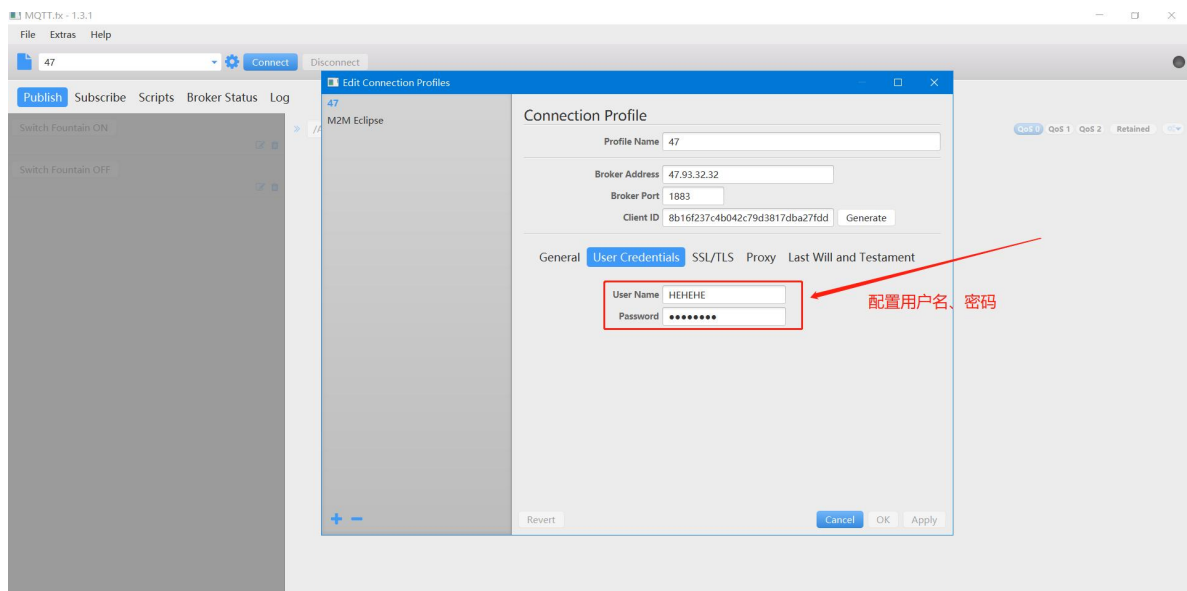 MQTT.fx - 1.3.1
File Extras Help
47 Connect Disconnect
Publish Subscribe Scripts Broker Status Log
Switch Fountain ON
Switch Fountain OFF
QoS 0 QoS 1 QoS 2 Retained
Edit Connection Profiles
47
M2M Eclipse
Connection Profile
Profile Name 47
Broker Address 47.93.32.32
Broker Port 1883
Client ID 8b16f237c4b042c79d3817dba27fdd Generate
General User Credentials SSL/TLS Proxy Last Will and Testament
User Name HEHEHE
Password ●●●●●●●●
配置用户名、密码
Revert Cancel OK Apply